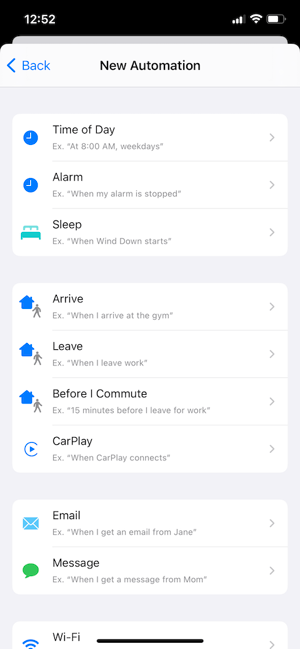 12:52
Back
New Automation
Time of Day
Ex. “At 8:00 AM, weekdays”
Alarm
Ex. “When my alarm is stopped”
Sleep
Ex. “When Wind Down starts”
Arrive
Ex. “When I arrive at the gym”
Leave
Ex. “When I leave work”
Before I Commute
Ex. “15 minutes before I leave for work”
CarPlay
Ex. “When CarPlay connects”
Email
Ex. “When I get an email from Jane”
Message
Ex. “When I get a message from Mom”
Wi-Fi